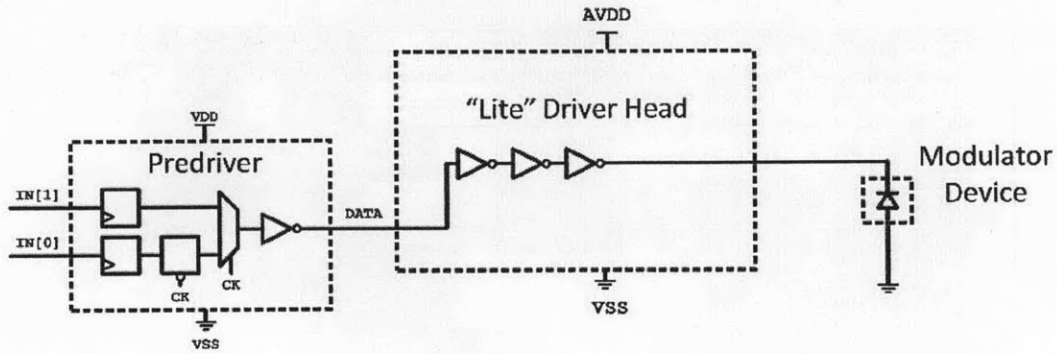 AVDD
"Lite" Driver Head
VDD
Predriver
Modulator
Device
IN[1]
DATA
IN[0]
CK
CK
VSS
VSS